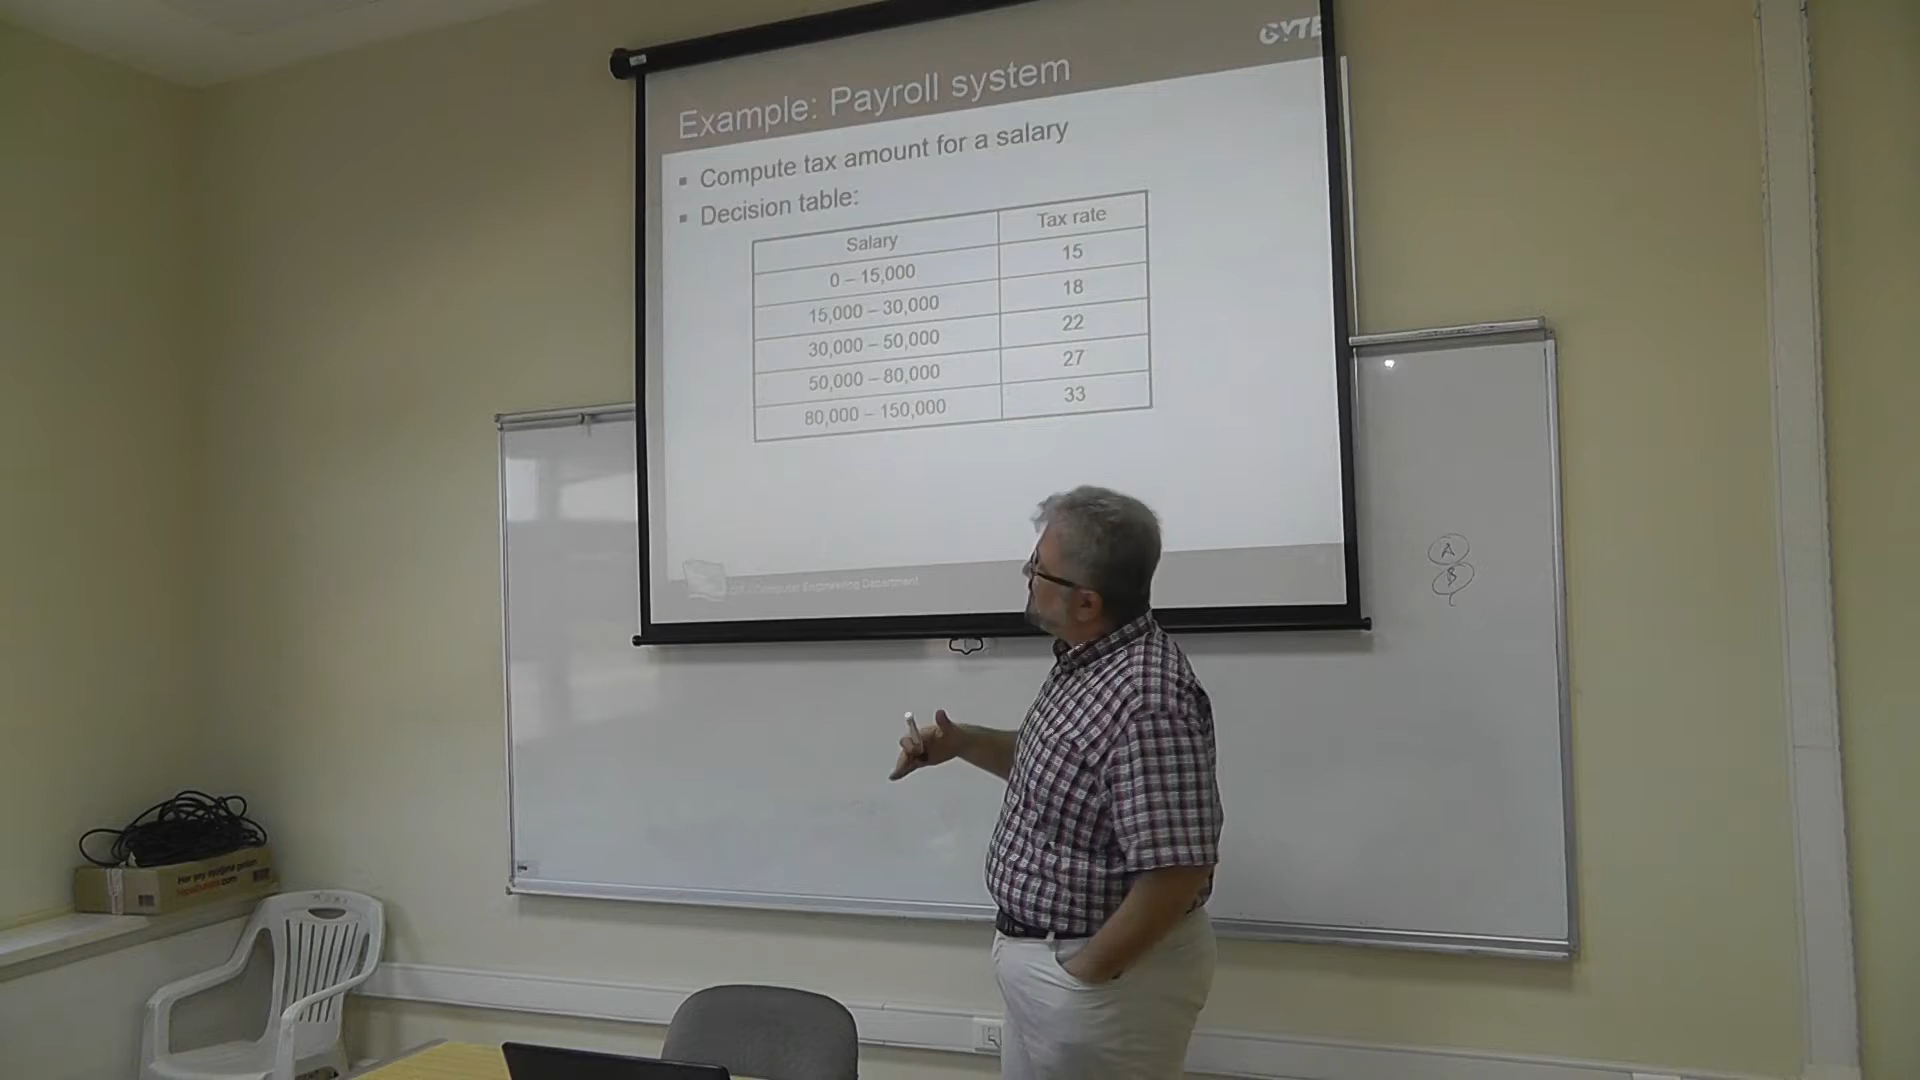 GYTE
Example: Payroll system
▪ Compute tax amount for a salary
▪ Decision table:
Salary Tax rate
0 – 15,000 15
15,000 – 30,000 18
30,000 – 50,000 22
50,000 – 80,000 27
80,000 – 150,000 33
Computer Engineering Department
A
B